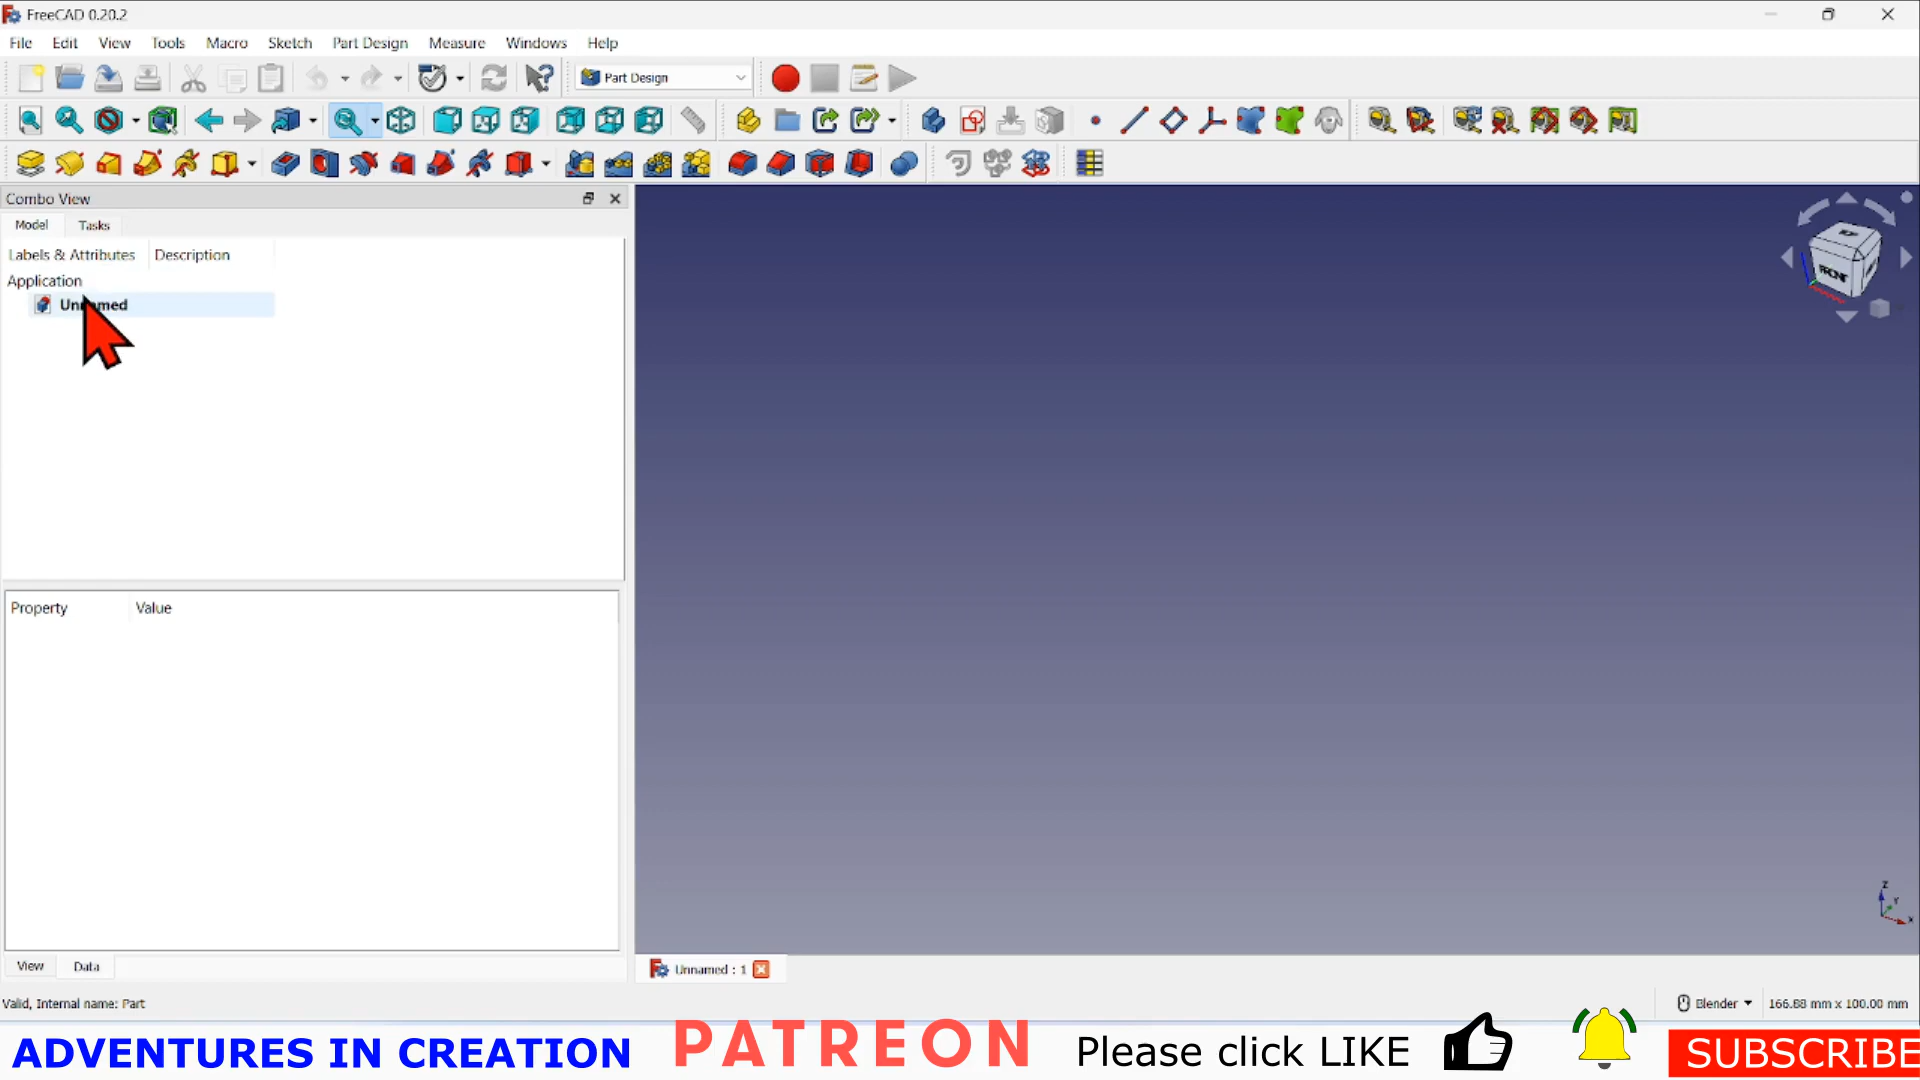 FreeCAD 0.20.2
File Edit View Tools Macro Sketch Part Design Measure Windows Help
Part Design
Combo View
Model Tasks
Labels & Attributes Description
Application
Unnamed
Property Value
View Data
Unnamed : 1
Valid, Internal name: Part
Blender 166.88 mm x 100.00 mm
ADVENTURES IN CREATION PATREON Please click LIKE SUBSCRIBE
FRONT
Z
Y
X